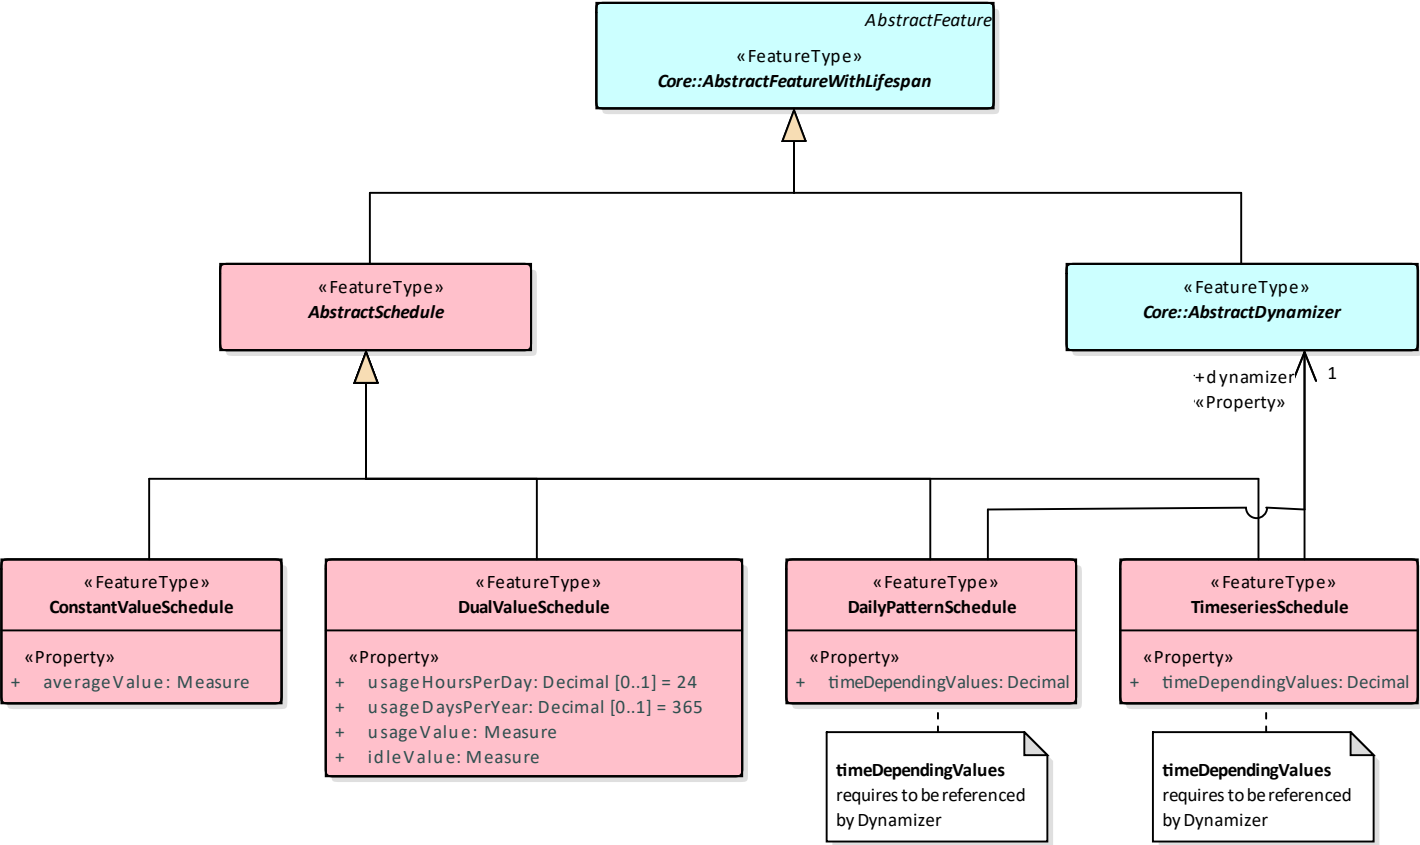 AbstractFeature
«FeatureType»
Core::AbstractFeatureWithLifespan
«FeatureType»
AbstractSchedule
«FeatureType»
Core::AbstractDynamizer
+dynamizer 1
«Property»
«FeatureType»
ConstantValueSchedule
«Property»
+ averageValue: Measure
«FeatureType»
DualValueSchedule
«Property»
+ usageHoursPerDay: Decimal [0..1] = 24
+ usageDaysPerYear: Decimal [0..1] = 365
+ usageValue: Measure
+ idleValue: Measure
«FeatureType»
DailyPatternSchedule
«Property»
+ timeDependingValues: Decimal
«FeatureType»
TimeseriesSchedule
«Property»
+ timeDependingValues: Decimal
timeDependingValues
requires to be referenced
by Dynamizer
timeDependingValues
requires to be referenced
by Dynamizer